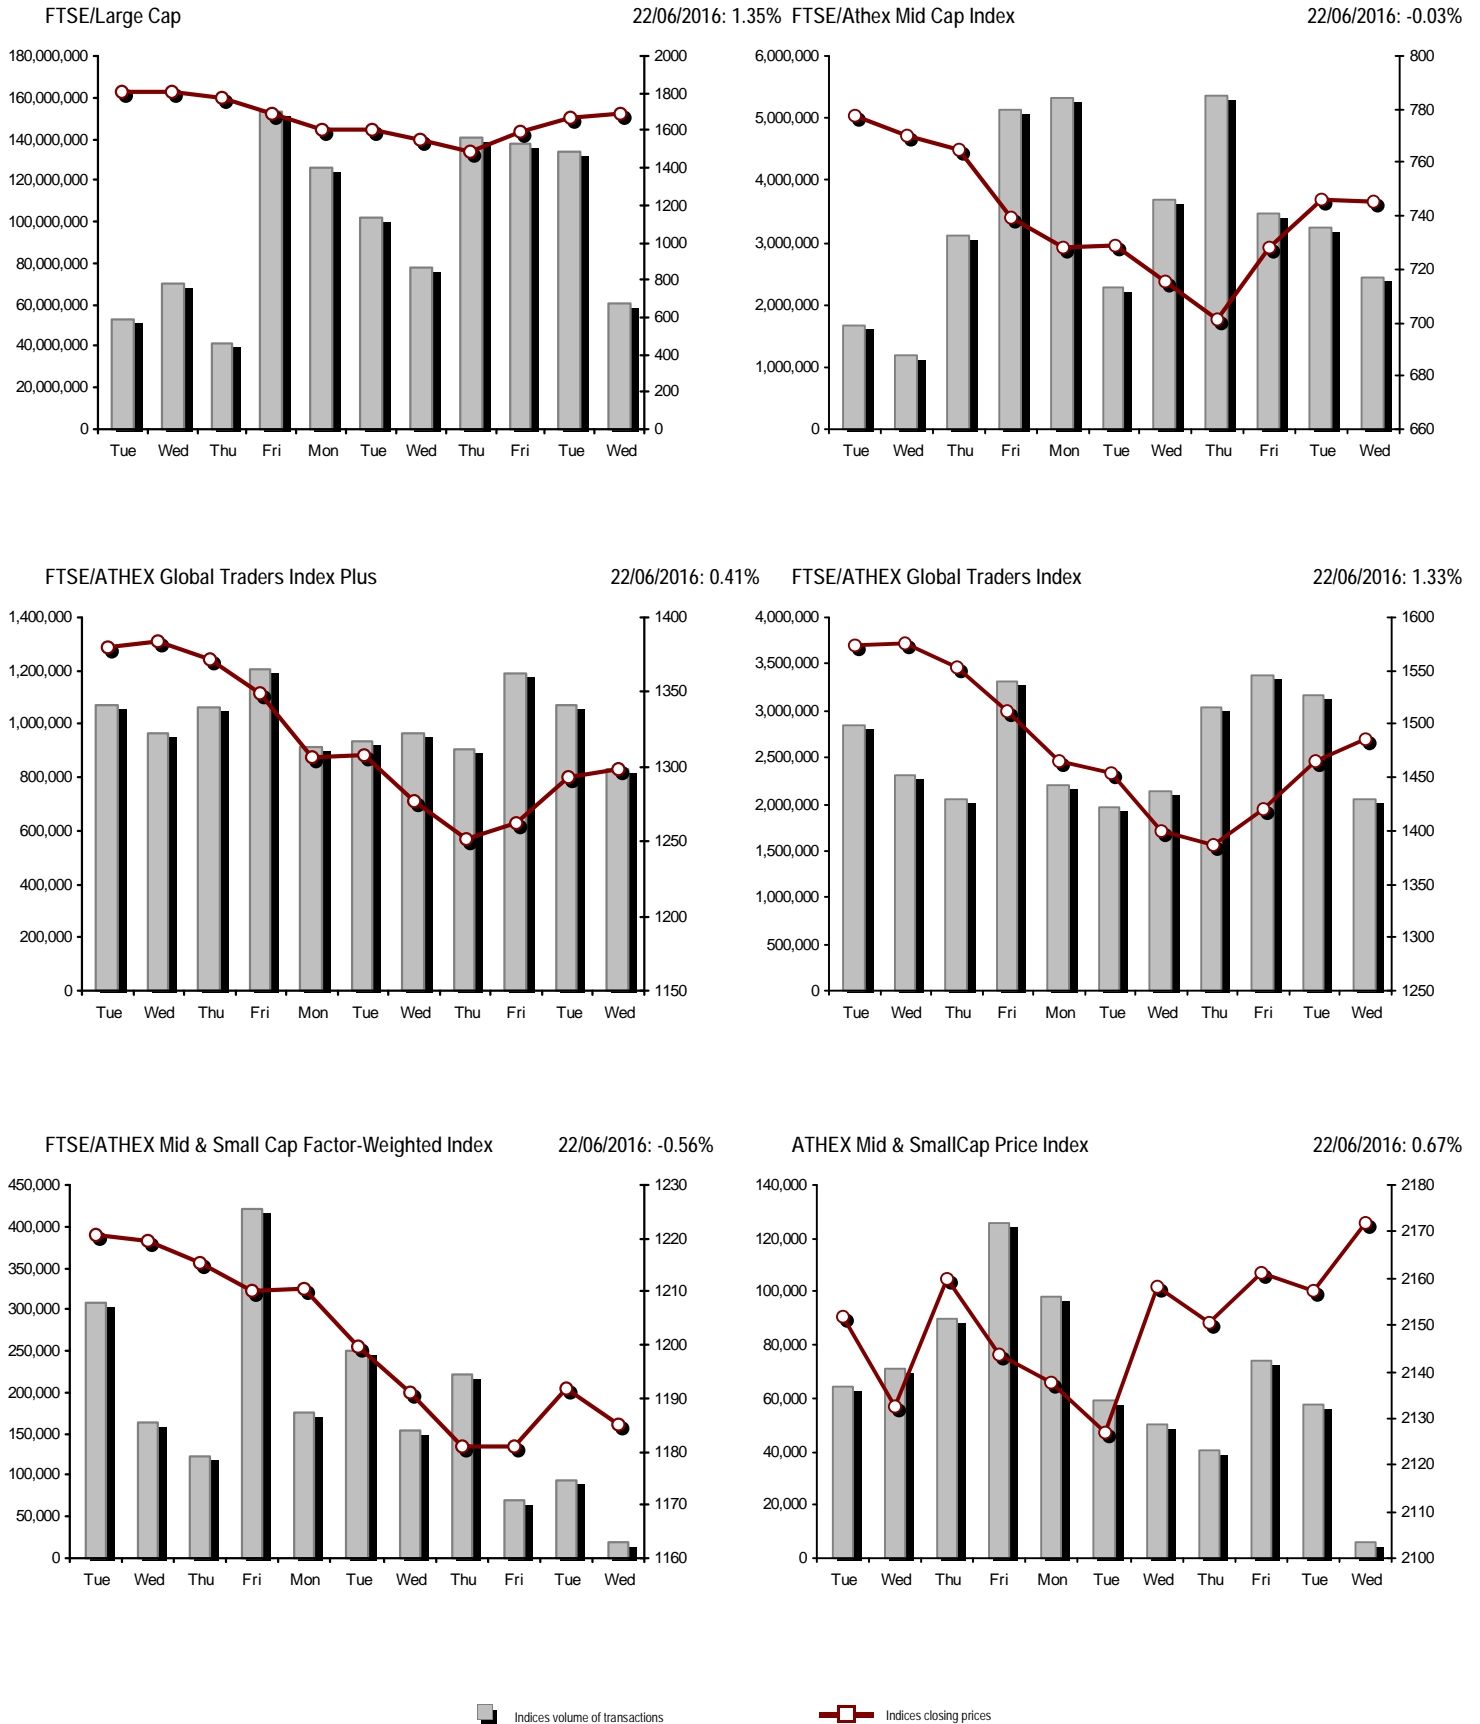 FTSE/Large Cap 22/06/2016: 1.35%
180,000,000 160,000,000 140,000,000 120,000,000 100,000,000 80,000,000 60,000,000 40,000,000 20,000,000 0
2000 1800 1600 1400 1200 1000 800 600 400 200 0
Tue Wed Thu Fri Mon Tue Wed Thu Fri Tue Wed
FTSE/Athex Mid Cap Index 22/06/2016: -0.03%
6,000,000 5,000,000 4,000,000 3,000,000 2,000,000 1,000,000 0
800 780 760 740 720 700 680 660
Tue Wed Thu Fri Mon Tue Wed Thu Fri Tue Wed
FTSE/ATHEX Global Traders Index Plus 22/06/2016: 0.41%
1,400,000 1,200,000 1,000,000 800,000 600,000 400,000 200,000 0
1400 1350 1300 1250 1200 1150
Tue Wed Thu Fri Mon Tue Wed Thu Fri Tue Wed
FTSE/ATHEX Global Traders Index 22/06/2016: 1.33%
4,000,000 3,500,000 3,000,000 2,500,000 2,000,000 1,500,000 1,000,000 500,000 0
1600 1550 1500 1450 1400 1350 1300 1250
Tue Wed Thu Fri Mon Tue Wed Thu Fri Tue Wed
FTSE/ATHEX Mid & Small Cap Factor-Weighted Index 22/06/2016: -0.56%
450,000 400,000 350,000 300,000 250,000 200,000 150,000 100,000 50,000 0
1230 1220 1210 1200 1190 1180 1170 1160
Tue Wed Thu Fri Mon Tue Wed Thu Fri Tue Wed
ATHEX Mid & SmallCap Price Index 22/06/2016: 0.67%
140,000 120,000 100,000 80,000 60,000 40,000 20,000 0
2180 2170 2160 2150 2140 2130 2120 2110 2100
Tue Wed Thu Fri Mon Tue Wed Thu Fri Tue Wed
Indices volume of transactions
Indices closing prices